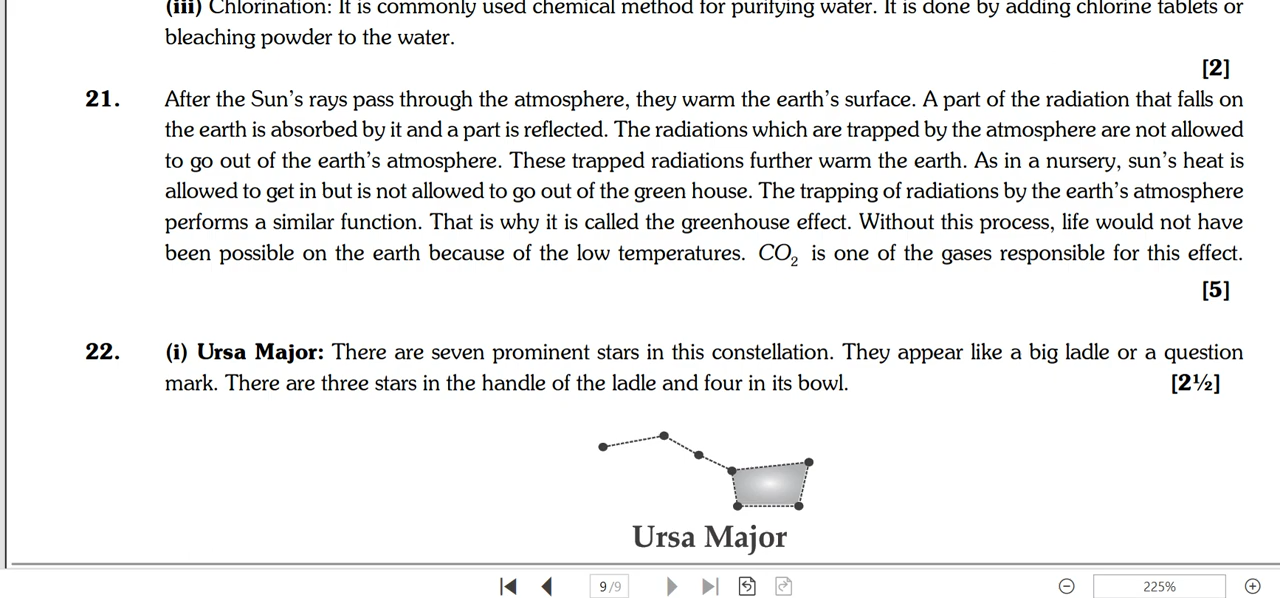 (iii) Chlorination: It is commonly used chemical method for purifying water. It is done by adding chlorine tablets or
bleaching powder to the water.
[2]
21. After the Sun's rays pass through the atmosphere, they warm the earth's surface. A part of the radiation that falls on
the earth is absorbed by it and a part is reflected. The radiations which are trapped by the atmosphere are not allowed
to go out of the earth's atmosphere. These trapped radiations further warm the earth. As in a nursery, sun's heat is
allowed to get in but is not allowed to go out of the green house. The trapping of radiations by the earth's atmosphere
performs a similar function. That is why it is called the greenhouse effect. Without this process, life would not have
been possible on the earth because of the low temperatures. CO₂ is one of the gases responsible for this effect.
[5]
22. (i) Ursa Major: There are seven prominent stars in this constellation. They appear like a big ladle or a question
mark. There are three stars in the handle of the ladle and four in its bowl. [2½]
Ursa Major
9/9 225%